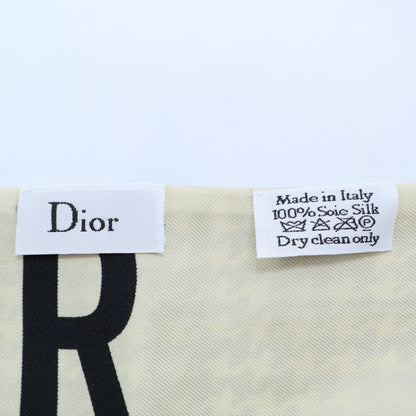 Dior
Made in Italy
100% Soie Silk
Dry clean only
R